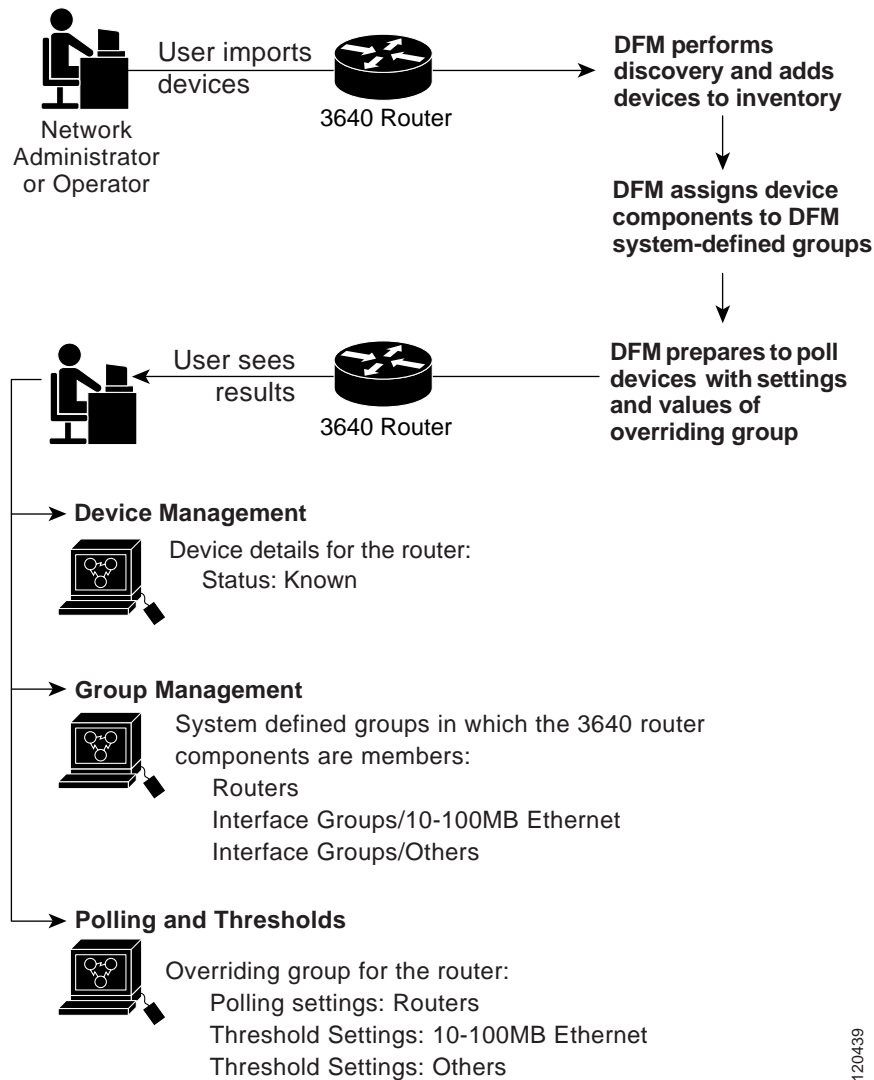 User imports
devices
3640 Router
DFM performs
discovery and adds
devices to inventory
Network
Administrator
or Operator
DFM assigns device
components to DFM
system-defined groups
User sees
results
3640 Router
DFM prepares to poll
devices with settings
and values of
overriding group
Device Management
Device details for the router:
Status: Known
Group Management
System defined groups in which the 3640 router
components are members:
Routers
Interface Groups/10-100MB Ethernet
Interface Groups/Others
Polling and Thresholds
Overriding group for the router:
Polling settings: Routers
Threshold Settings: 10-100MB Ethernet
Threshold Settings: Others
120439